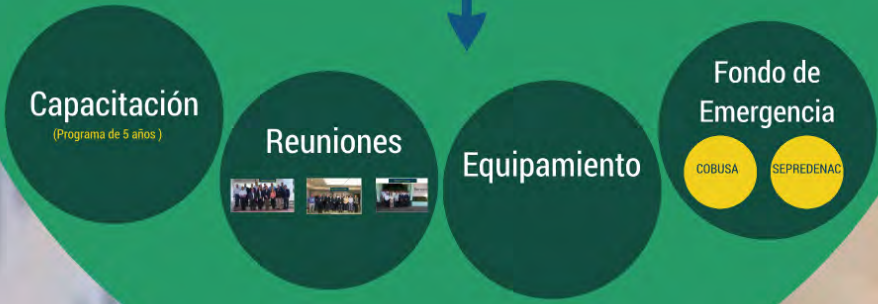 Capacitación
(Programa de 5 años )
Reuniones
Equipamiento
Fondo de
Emergencia
COBUSA
SEPREDENAC